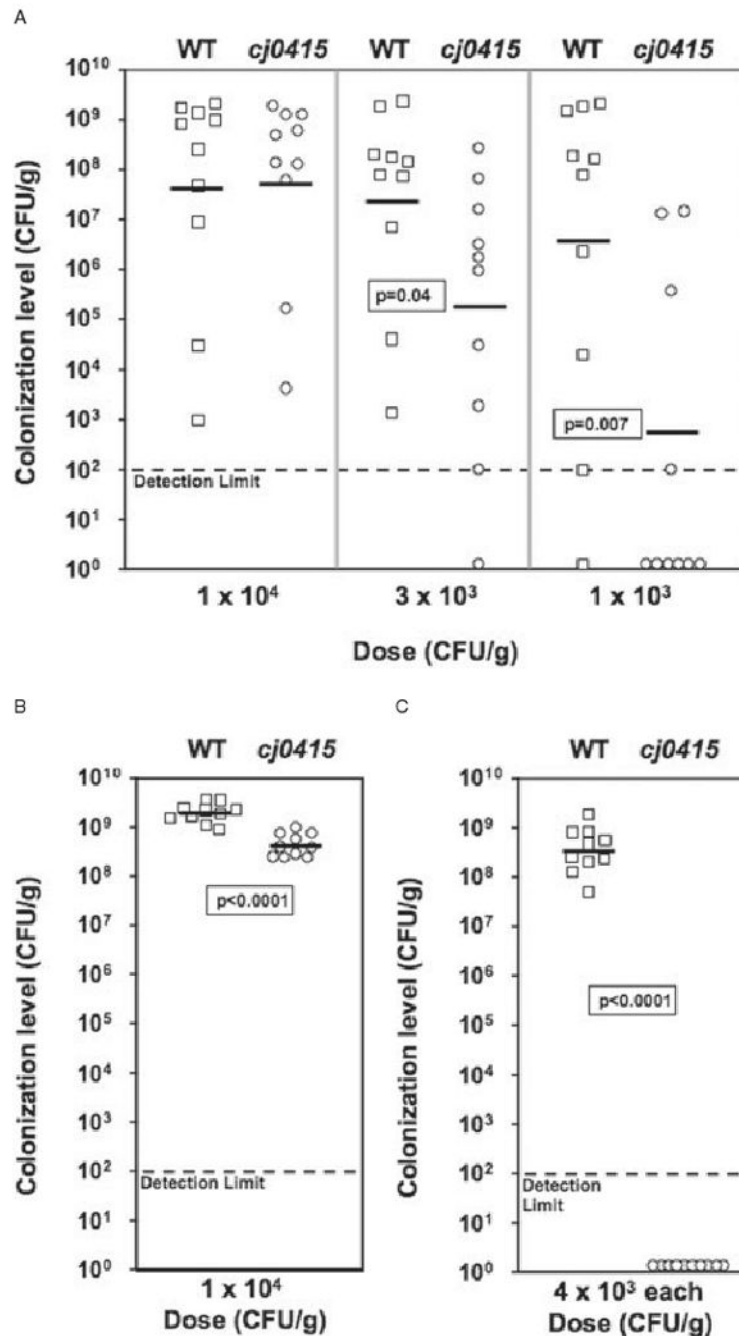 A
WT cj0415 WT cj0415 WT cj0415
Colonization level (CFU/g)
10¹⁰
10⁹
10⁸
10⁷
10⁶
10⁵
10⁴
10³
10²
10¹
10⁰
p=0.04
p=0.007
Detection Limit
1 x 10⁴ 3 x 10³ 1 x 10³
Dose (CFU/g)
B
WT cj0415
Colonization level (CFU/g)
10¹⁰
10⁹
10⁸
10⁷
10⁶
10⁵
10⁴
10³
10²
10¹
10⁰
p<0.0001
Detection Limit
1 x 10⁴
Dose (CFU/g)
C
WT cj0415
Colonization level (CFU/g)
10¹⁰
10⁹
10⁸
10⁷
10⁶
10⁵
10⁴
10³
10²
10¹
10⁰
p<0.0001
Detection
Limit
4 x 10³ each
Dose (CFU/g)